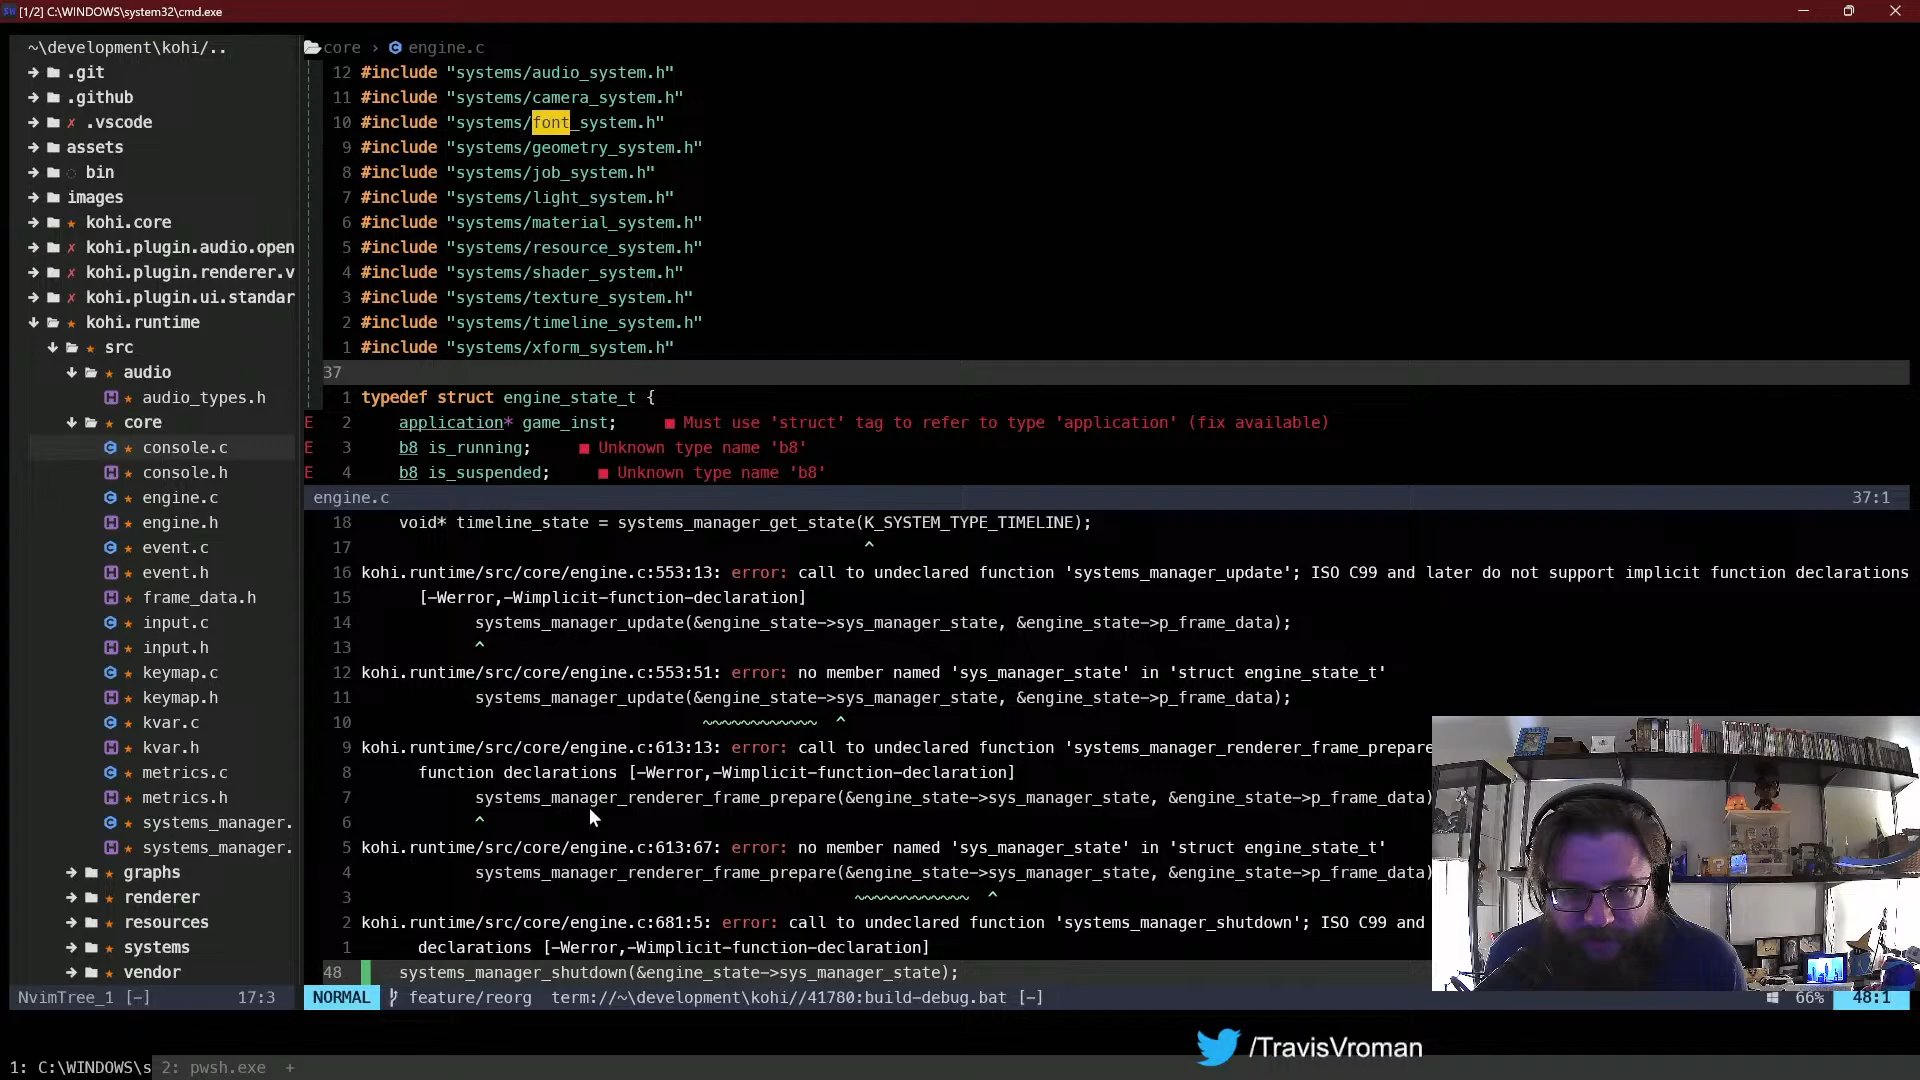 [1/2] C:\WINDOWS\system32\cmd.exe
~\development\kohi/..
.git
.github
✗ .vscode
assets
bin
images
kohi.core
✗ kohi.plugin.audio.open
✗ kohi.plugin.renderer.v
✗ kohi.plugin.ui.standar
kohi.runtime
src
audio
audio_types.h
core
console.c
console.h
engine.c
engine.h
event.c
event.h
frame_data.h
input.c
input.h
keymap.c
keymap.h
kvar.c
kvar.h
metrics.c
metrics.h
systems_manager.
systems_manager.
graphs
renderer
resources
systems
vendor
NvimTree_1 [-] 17:3
core › engine.c
12 #include "systems/audio_system.h"
11 #include "systems/camera_system.h"
10 #include "systems/font_system.h"
9 #include "systems/geometry_system.h"
8 #include "systems/job_system.h"
7 #include "systems/light_system.h"
6 #include "systems/material_system.h"
5 #include "systems/resource_system.h"
4 #include "systems/shader_system.h"
3 #include "systems/texture_system.h"
2 #include "systems/timeline_system.h"
1 #include "systems/xform_system.h"
37
1 typedef struct engine_state_t {
E 2 application* game_inst; ■ Must use 'struct' tag to refer to type 'application' (fix available)
E 3 b8 is_running; ■ Unknown type name 'b8'
E 4 b8 is_suspended; ■ Unknown type name 'b8'
engine.c 37:1
18 void* timeline_state = systems_manager_get_state(K_SYSTEM_TYPE_TIMELINE);
17 ^
16 kohi.runtime/src/core/engine.c:553:13: error: call to undeclared function 'systems_manager_update'; ISO C99 and later do not support implicit function declarations
15 [-Werror,-Wimplicit-function-declaration]
14 systems_manager_update(&engine_state->sys_manager_state, &engine_state->p_frame_data);
13 ^
12 kohi.runtime/src/core/engine.c:553:51: error: no member named 'sys_manager_state' in 'struct engine_state_t'
11 systems_manager_update(&engine_state->sys_manager_state, &engine_state->p_frame_data);
10 ~~~~~~~~~~~~ ^
9 kohi.runtime/src/core/engine.c:613:13: error: call to undeclared function 'systems_manager_renderer_frame_prepare
8 function declarations [-Werror,-Wimplicit-function-declaration]
7 systems_manager_renderer_frame_prepare(&engine_state->sys_manager_state, &engine_state->p_frame_data)
6 ^
5 kohi.runtime/src/core/engine.c:613:67: error: no member named 'sys_manager_state' in 'struct engine_state_t'
4 systems_manager_renderer_frame_prepare(&engine_state->sys_manager_state, &engine_state->p_frame_data)
3 ~~~~~~~~~~~~ ^
2 kohi.runtime/src/core/engine.c:681:5: error: call to undeclared function 'systems_manager_shutdown'; ISO C99 and
1 declarations [-Werror,-Wimplicit-function-declaration]
48 systems_manager_shutdown(&engine_state->sys_manager_state);
NORMAL feature/reorg term://~\development\kohi//41780:build-debug.bat [-] 66% 48:1
/TravisVroman
1: C:\WINDOWS\s 2: pwsh.exe +